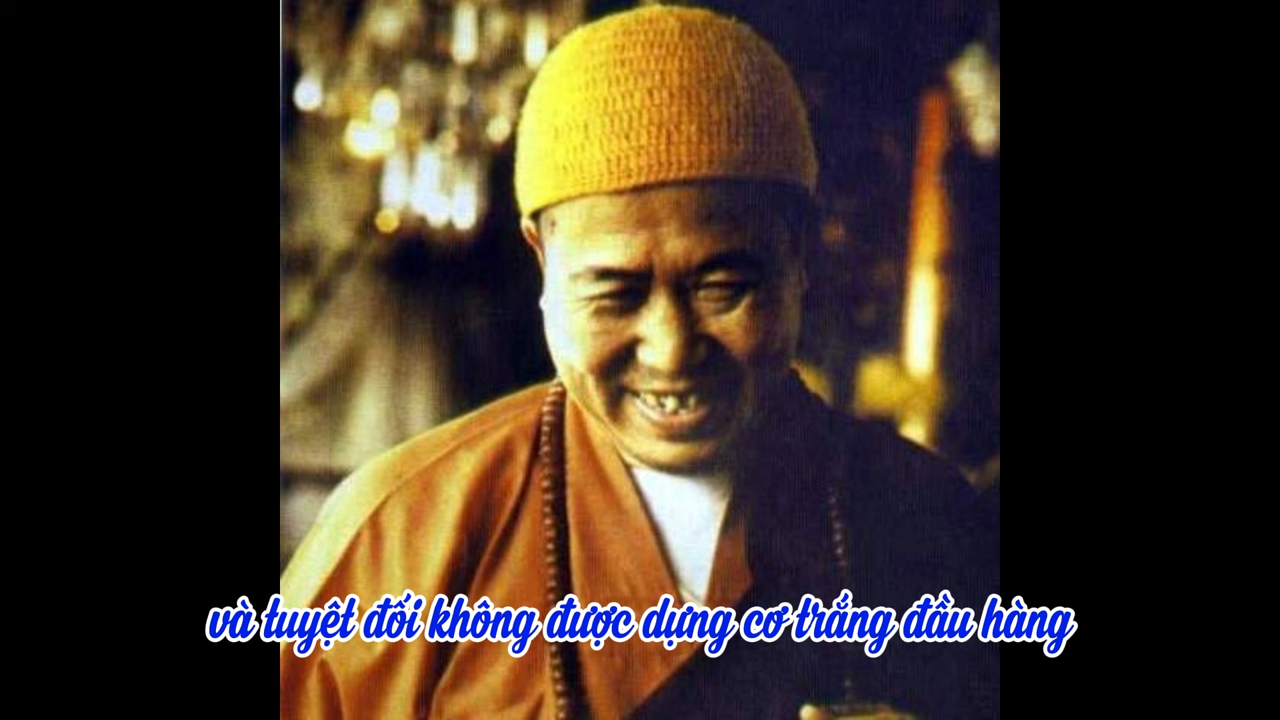 và tuyệt đối không được dựng cơ trắng đầu hàng